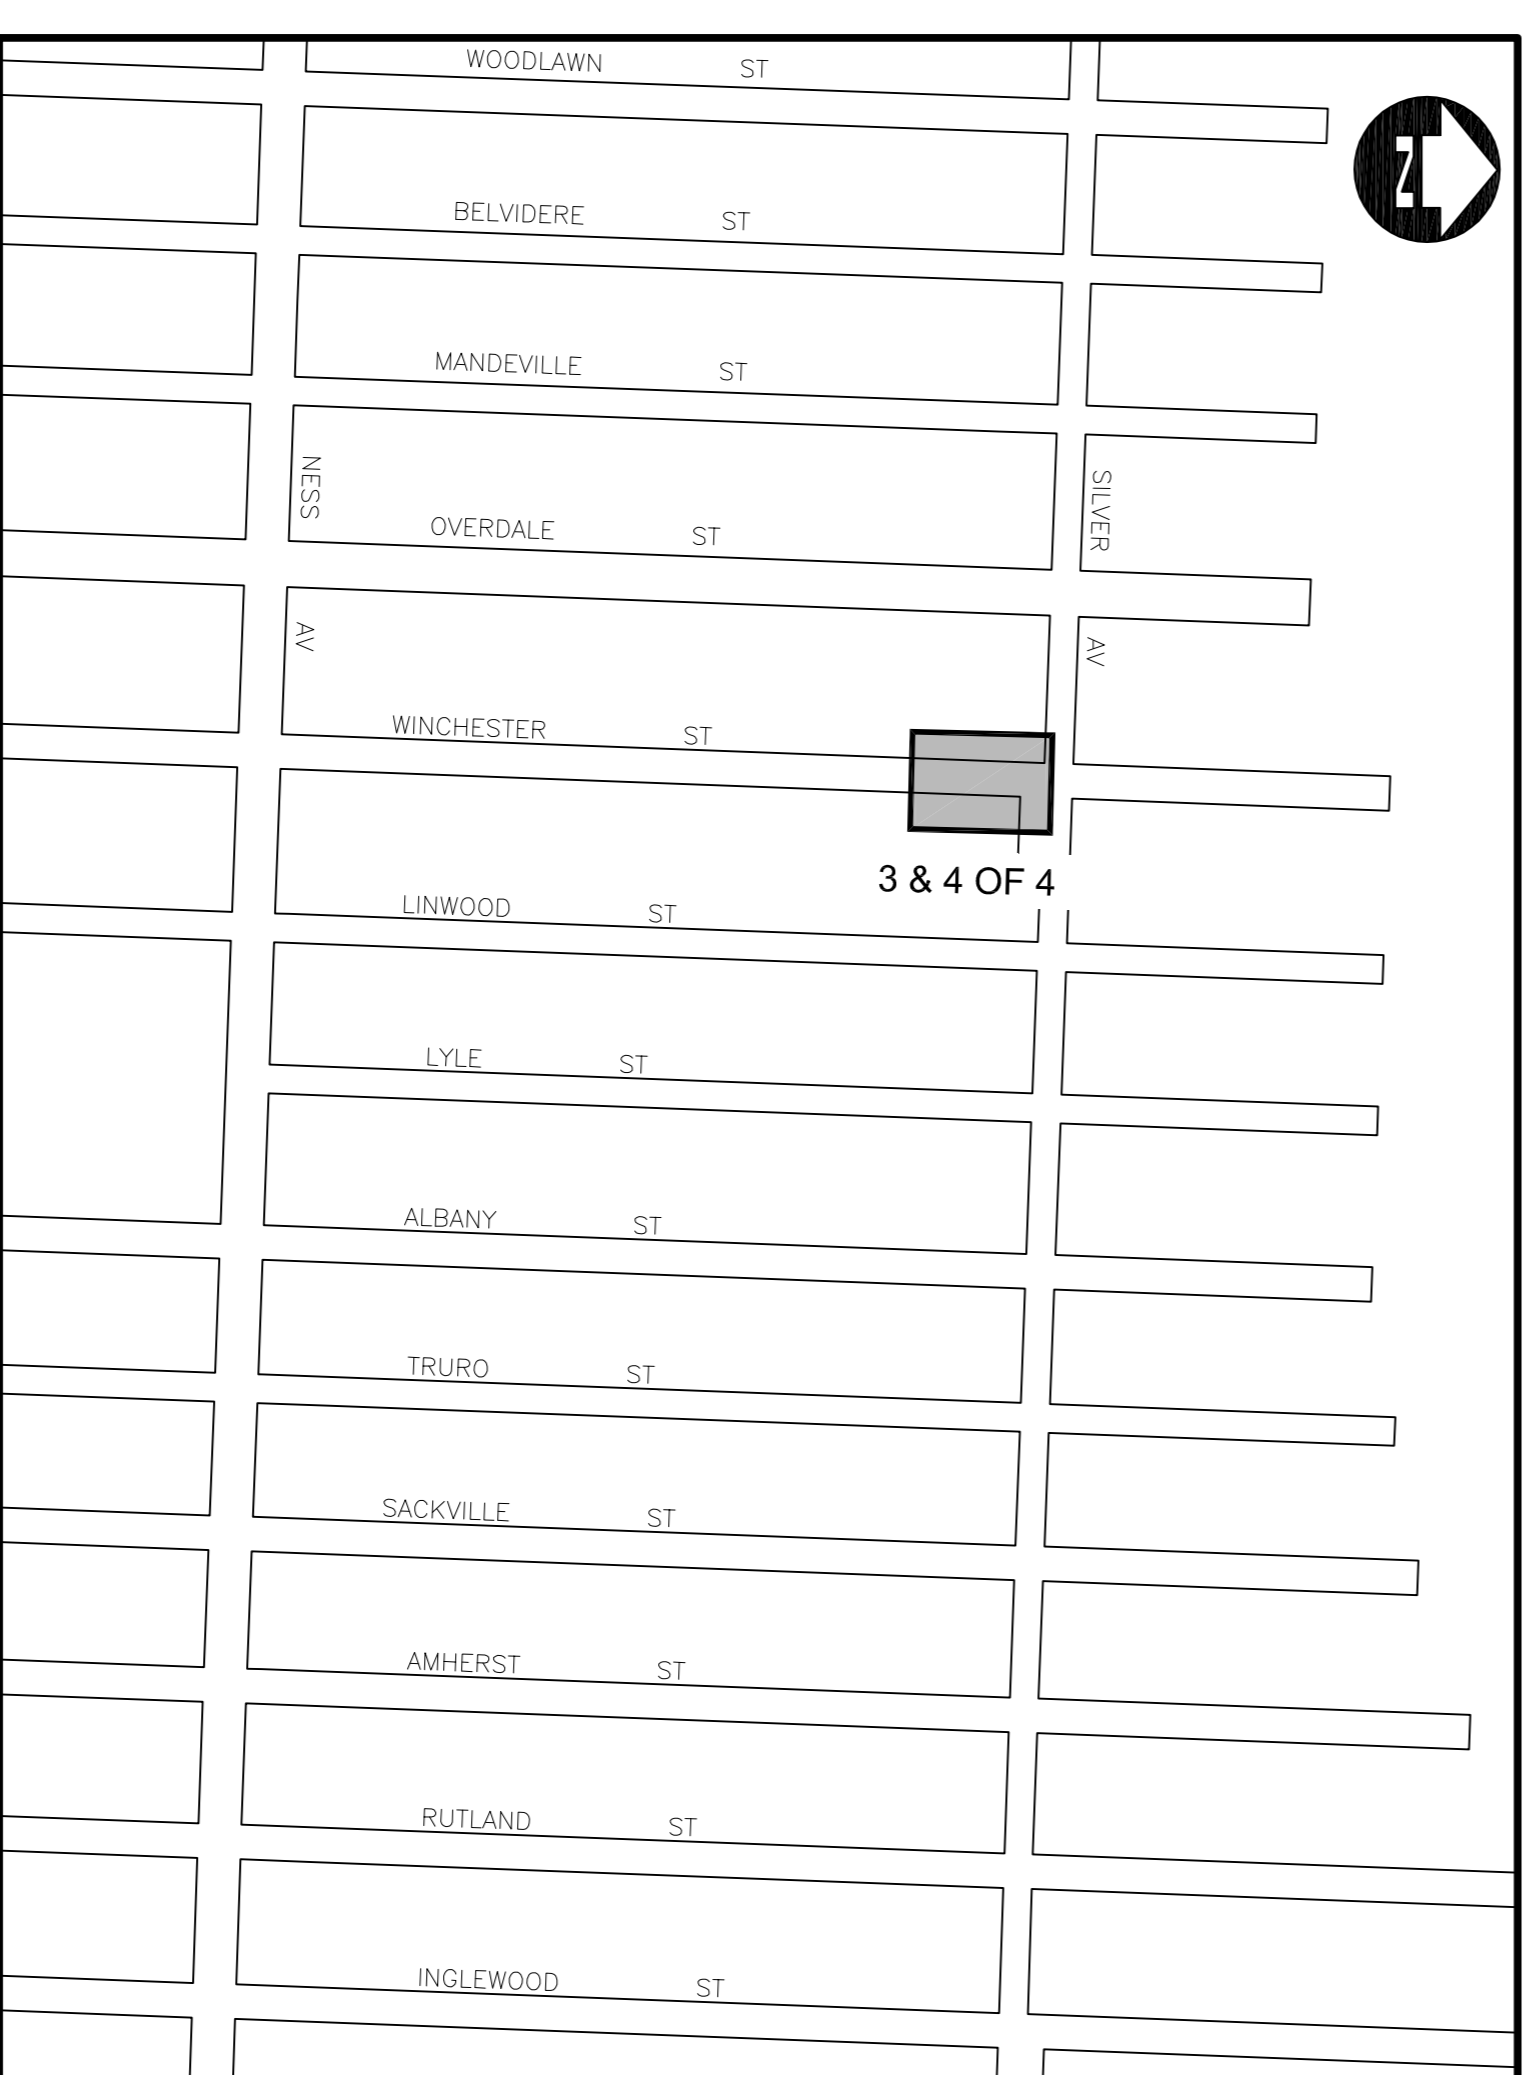 WOODLAWN ST
N
BELVIDERE ST
MANDEVILLE ST
NESS AV
SILVER AV
OVERDALE ST
WINCHESTER ST
3 & 4 OF 4
LINWOOD ST
LYLE ST
ALBANY ST
TRURO ST
SACKVILLE ST
AMHERST ST
RUTLAND ST
INGLEWOOD ST